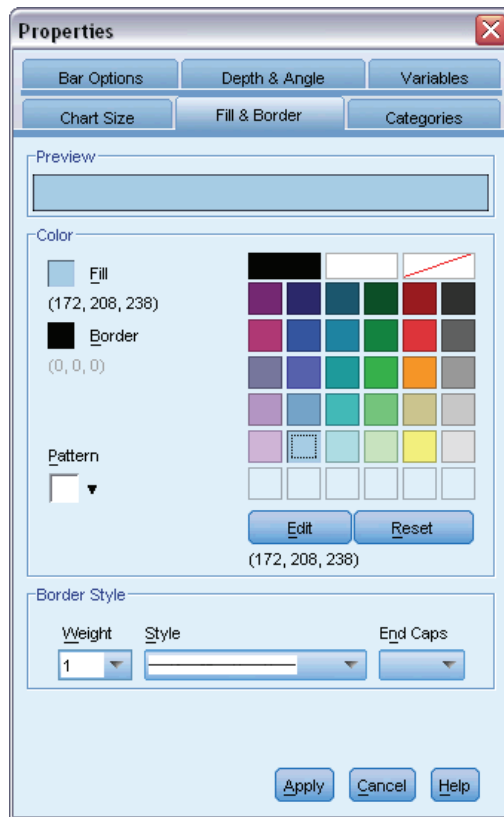 Properties
Bar Options Depth & Angle Variables
Chart Size Fill & Border Categories
Preview
Color
Fill
(172, 208, 238)
Border
(0, 0, 0)
Pattern
Edit Reset
(172, 208, 238)
Border Style
Weight Style End Caps
1
Apply Cancel Help